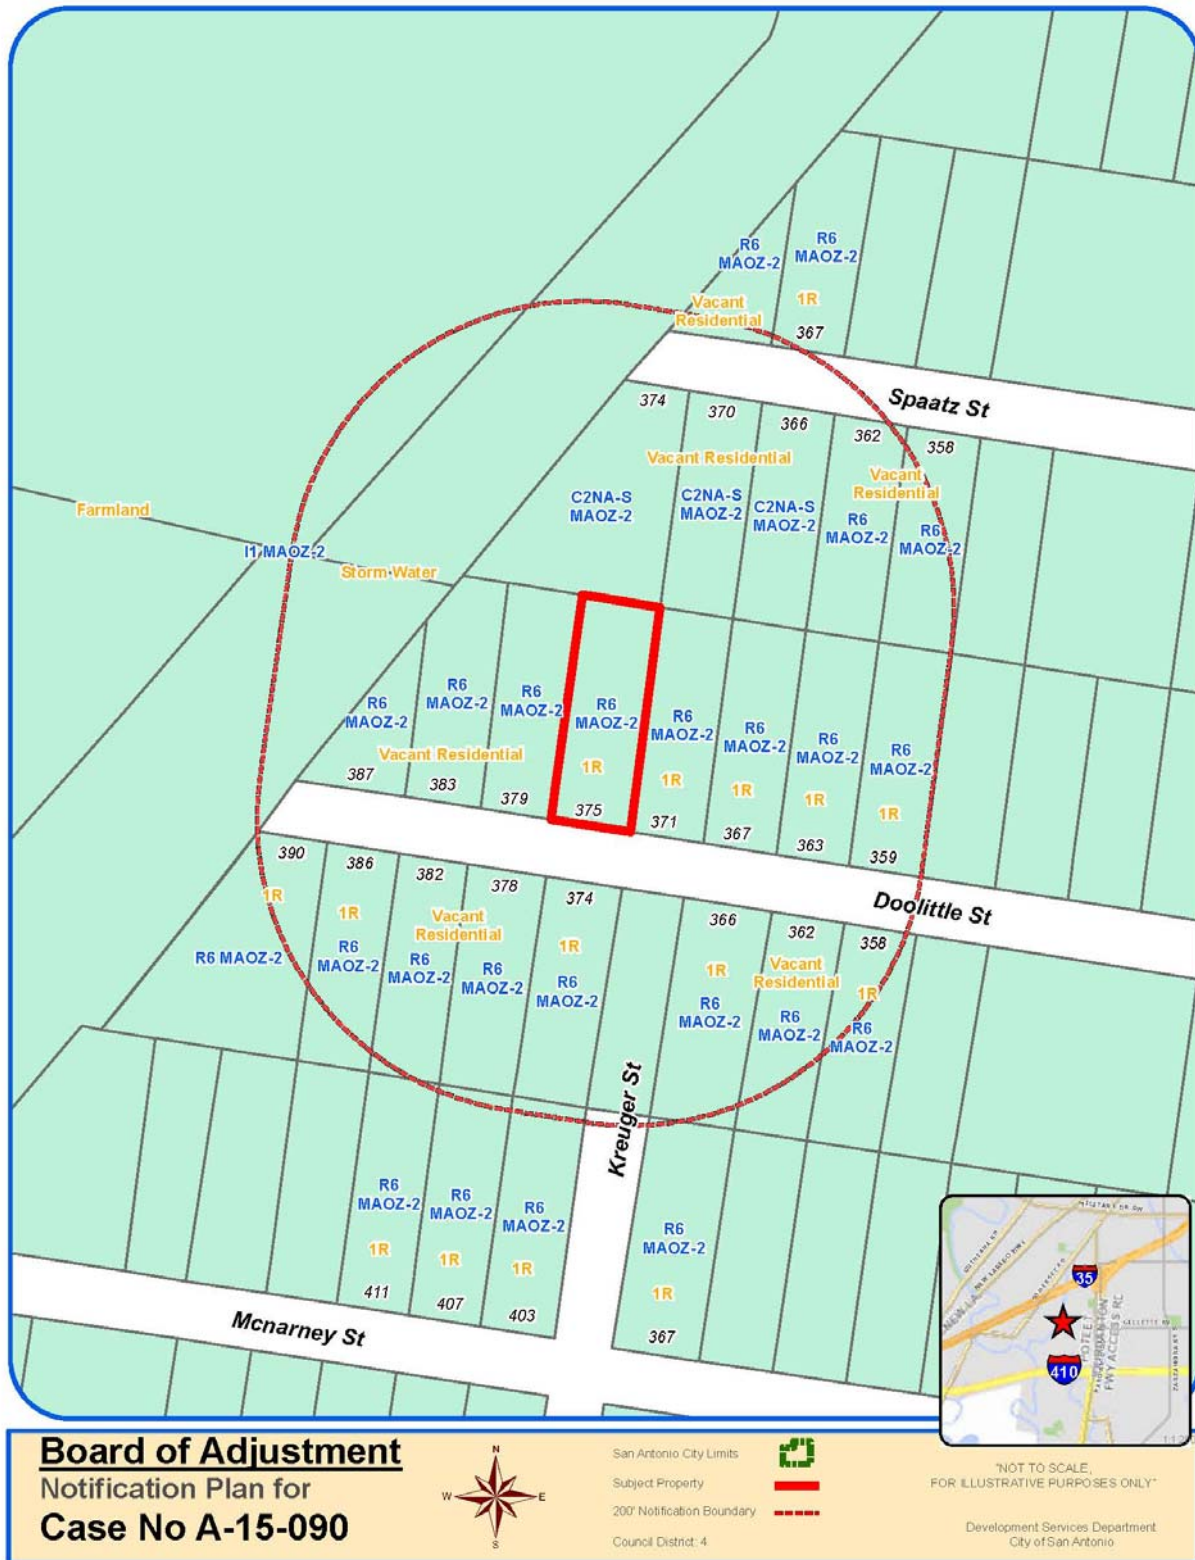 R6
MAOZ-2
R6
MAOZ-2
Vacant
Residential
1R
367
Spaatz St
374
370
366
362
358
Vacant Residential
Vacant
Residential
C2NA-S
MAOZ-2
C2NA-S
MAOZ-2
C2NA-S
MAOZ-2
R6
MAOZ-2
R6
MAOZ-2
Farmland
I1 MAOZ-2
Storm Water
R6
MAOZ-2
R6
MAOZ-2
R6
MAOZ-2
R6
MAOZ-2
R6
MAOZ-2
R6
MAOZ-2
R6
MAOZ-2
R6
MAOZ-2
Vacant Residential
1R
1R
1R
1R
1R
387
383
379
375
371
367
363
359
Doolittle St
390
386
382
378
374
366
362
358
1R
1R
Vacant
Residential
1R
1R
Vacant
Residential
1R
R6 MAOZ-2
R6
MAOZ-2
R6
MAOZ-2
R6
MAOZ-2
R6
MAOZ-2
R6
MAOZ-2
R6
MAOZ-2
R6
MAOZ-2
Kreuger St
R6
MAOZ-2
R6
MAOZ-2
R6
MAOZ-2
R6
MAOZ-2
1R
1R
1R
1R
411
407
403
367
Mcnarney St
35
410
GILLETTE
FWY ACCESS RD
Board of Adjustment
Notification Plan for
Case No A-15-090
N
W
E
S
San Antonio City Limits
Subject Property
200' Notification Boundary
Council District: 4
"NOT TO SCALE,
FOR ILLUSTRATIVE PURPOSES ONLY"
Development Services Department
City of San Antonio